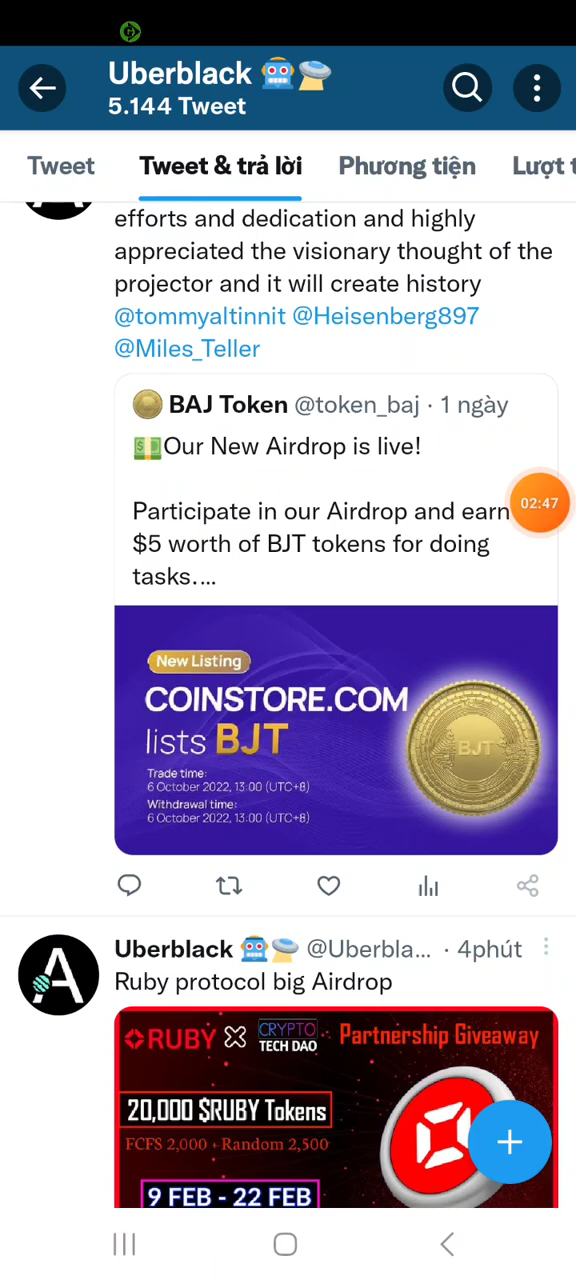 Uberblack
5.144 Tweet
Tweet
Tweet & trả lời
Phương tiện
Lượt t
efforts and dedication and highly
appreciated the visionary thought of the
projector and it will create history
@tommyaltinnit @Heisenberg897
@Miles_Teller
BAJ Token @token_baj · 1 ngày
Our New Airdrop is live!
02:47
Participate in our Airdrop and earn
$5 worth of BJT tokens for doing
tasks....
New Listing
COINSTORE.COM
lists BJT
BJT
Trade time:
6 October 2022, 13:00 (UTC+8)
Withdrawal time:
6 October 2022, 13:00 (UTC+8)
Uberblack @Uberbla... · 4phút
Ruby protocol big Airdrop
RUBY
CRYPTO
TECH DAO
Partnership Giveaway
20,000 $RUBY Tokens
FCFS 2,000 + Random 2,500
9 FEB - 22 FEB